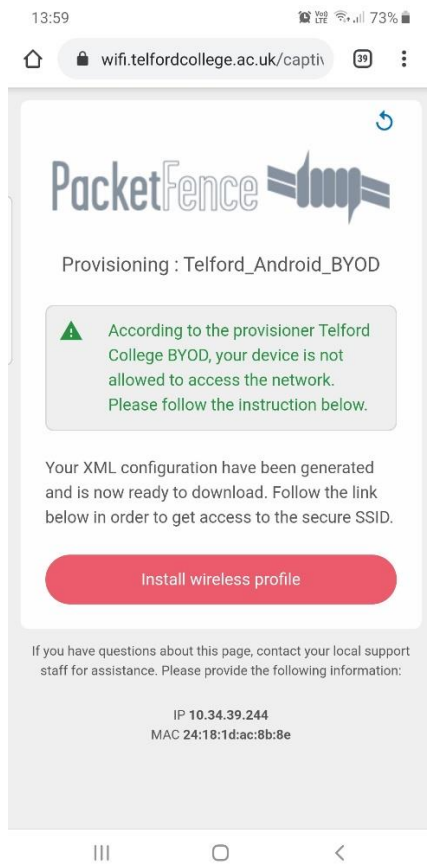 13:59
Vo)) LTE 73%
wifi.telfordcollege.ac.uk/captiv
39
PacketFence
Provisioning : Telford_Android_BYOD
According to the provisioner Telford
College BYOD, your device is not
allowed to access the network.
Please follow the instruction below.
Your XML configuration have been generated
and is now ready to download. Follow the link
below in order to get access to the secure SSID.
Install wireless profile
If you have questions about this page, contact your local support
staff for assistance. Please provide the following information:
IP 10.34.39.244
MAC 24:18:1d:ac:8b:8e